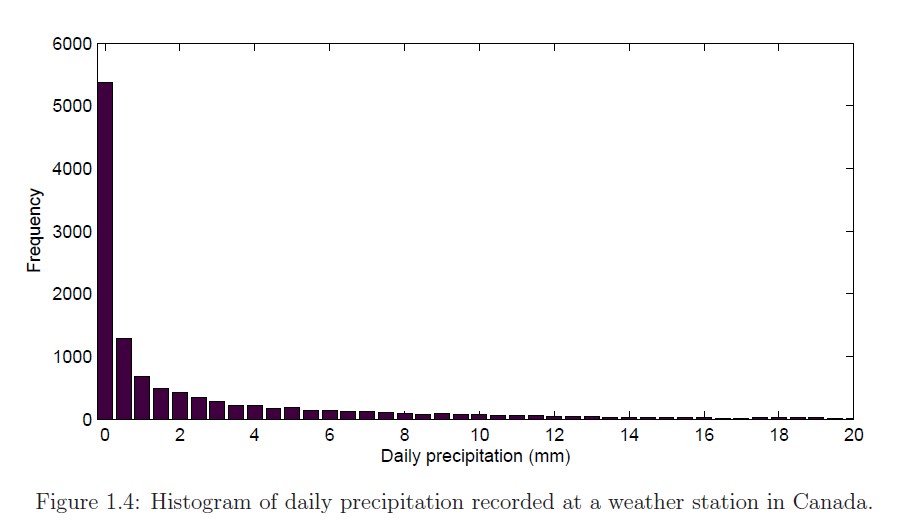 6000
5000
4000
3000
2000
1000
0
Frequency
0 2 4 6 8 10 12 14 16 18 20
Daily precipitation (mm)
Figure 1.4: Histogram of daily precipitation recorded at a weather station in Canada.